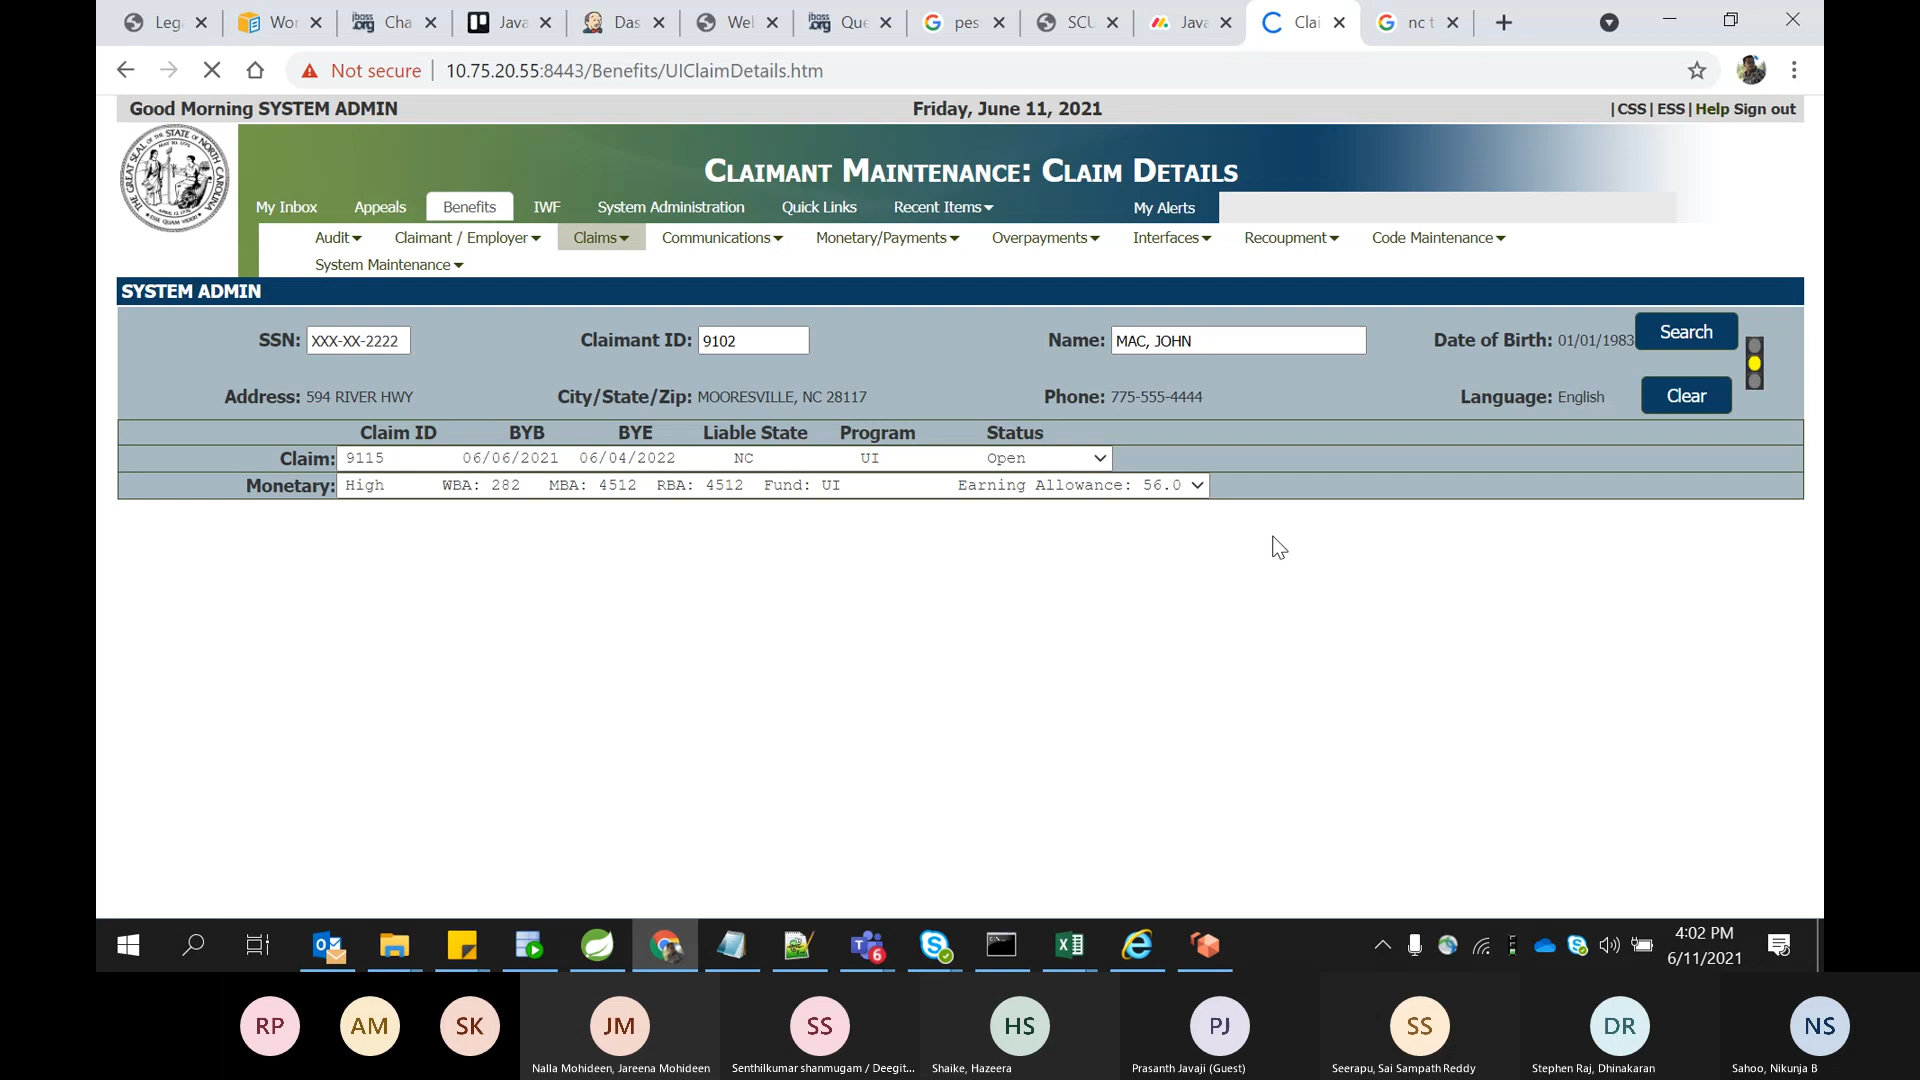 Leg Wor jboss.org Cha Java Das Wel jboss.org Que pes SCU Java Clai nc t
Not secure 10.75.20.55:8443/Benefits/UIClaimDetails.htm
Good Morning SYSTEM ADMIN Friday, June 11, 2021 | CSS | ESS | Help Sign out
CLAIMANT MAINTENANCE: CLAIM DETAILS
My Inbox Appeals Benefits IWF System Administration Quick Links Recent Items My Alerts
Audit Claimant / Employer Claims Communications Monetary/Payments Overpayments Interfaces Recoupment Code Maintenance
System Maintenance
SYSTEM ADMIN
SSN: XXX-XX-2222 Claimant ID: 9102 Name: MAC, JOHN Date of Birth: 01/01/1983 Search
Address: 594 RIVER HWY City/State/Zip: MOORESVILLE, NC 28117 Phone: 775-555-4444 Language: English Clear
Claim ID BYB BYE Liable State Program Status
Claim: 9115 06/06/2021 06/04/2022 NC UI Open
Monetary: High WBA: 282 MBA: 4512 RBA: 4512 Fund: UI Earning Allowance: 56.0
4:02 PM
6/11/2021
RP AM SK JM SS HS PJ SS DR NS
Nalla Mohideen, Jareena Mohideen Senthilkumar shanmugam / Deegit... Shaike, Hazeera Prasanth Javaji (Guest) Seerapu, Sai Sampath Reddy Stephen Raj, Dhinakaran Sahoo, Nikunja B